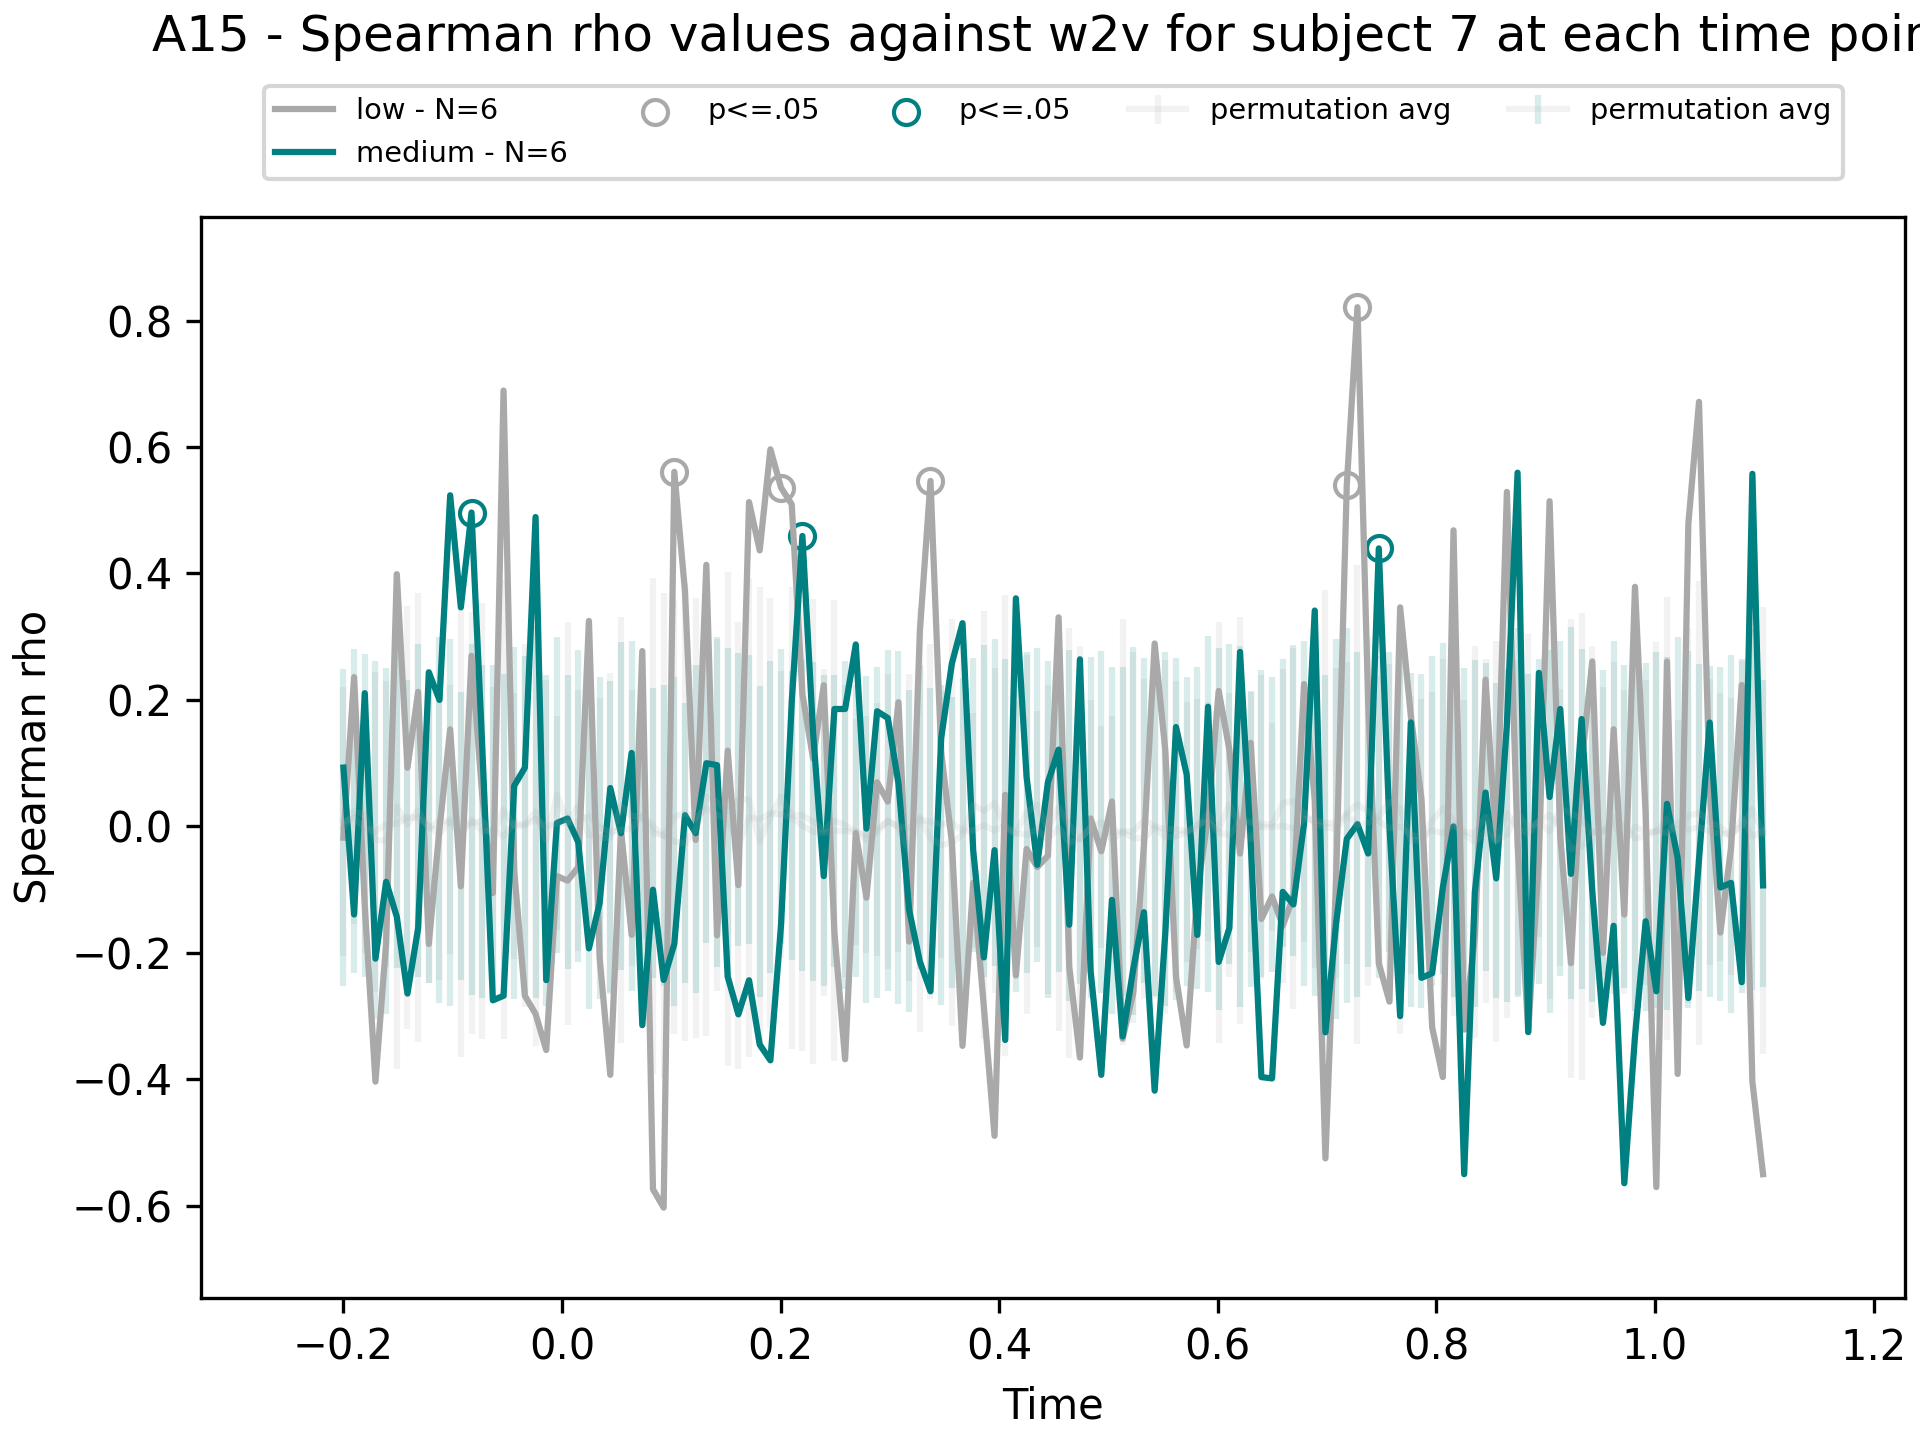 A15 - Spearman rho values against w2v for subject 7 at each time poin
low - N=6
medium - N=6
p<=.05
p<=.05
permutation avg
permutation avg
Spearman rho
0.8
0.6
0.4
0.2
0.0
−0.2
−0.4
−0.6
−0.2 0.0 0.2 0.4 0.6 0.8 1.0 1.2
Time